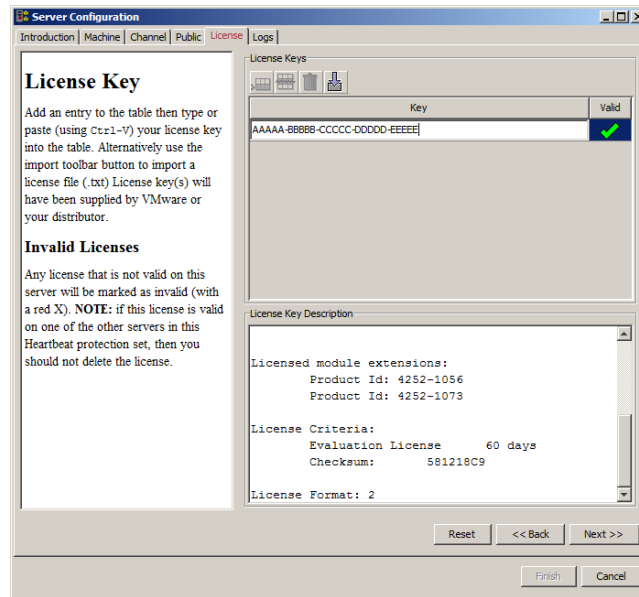 Server Configuration
Introduction Machine Channel Public License Logs
License Key
Add an entry to the table then type or
paste (using Ctrl-V) your license key
into the table. Alternatively use the
import toolbar button to import a
license file (.txt) License key(s) will
have been supplied by VMware or
your distributor.
Invalid Licenses
Any license that is not valid on this
server will be marked as invalid (with
a red X). NOTE: if this license is valid
on one of the other servers in this
Heartbeat protection set, then you
should not delete the license.
License Keys
Key Valid
AAAAA-BBBBB-CCCCC-DDDDD-EEEEE
License Key Description
Licensed module extensions:
Product Id: 4252-1056
Product Id: 4252-1073
License Criteria:
Evaluation License 60 days
Checksum: 581218C9
License Format: 2
Reset << Back Next >>
Finish Cancel